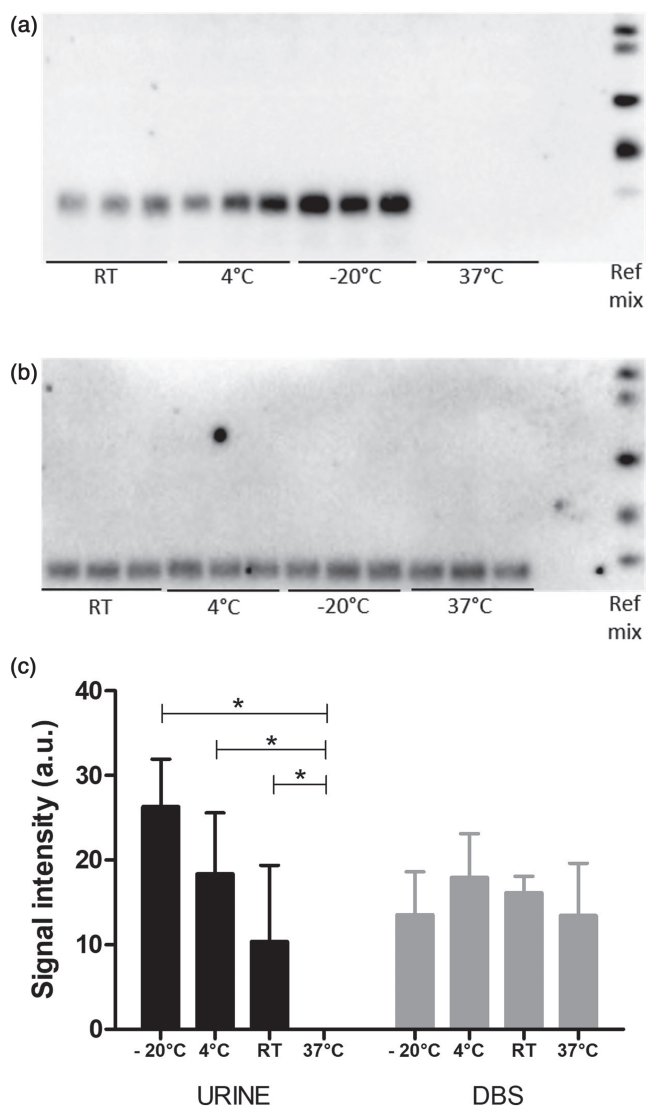 (a)
RT 4°C -20°C 37°C Ref
mix
(b)
RT 4°C -20°C 37°C Ref
mix
(c)
Signal intensity (a.u.)
40
30
20
10
0
* * *
- 20°C 4°C RT 37°C - 20°C 4°C RT 37°C
URINE DBS